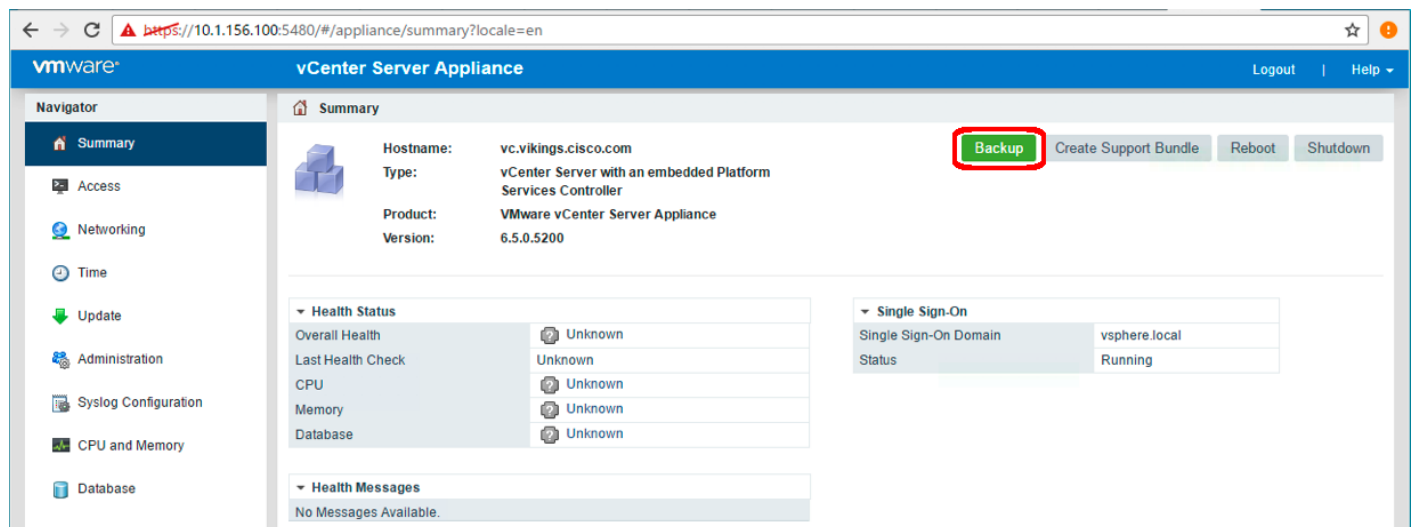 https://10.1.156.100:5480/#/appliance/summary?locale=en
vmware vCenter Server Appliance Logout | Help
Navigator
Summary
Access
Networking
Time
Update
Administration
Syslog Configuration
CPU and Memory
Database
Summary
Backup Create Support Bundle Reboot Shutdown
Hostname: vc.vikings.cisco.com
Type: vCenter Server with an embedded Platform
Services Controller
Product: VMware vCenter Server Appliance
Version: 6.5.0.5200
Health Status
Overall Health Unknown
Last Health Check Unknown
CPU Unknown
Memory Unknown
Database Unknown
Single Sign-On
Single Sign-On Domain vsphere.local
Status Running
Health Messages
No Messages Available.